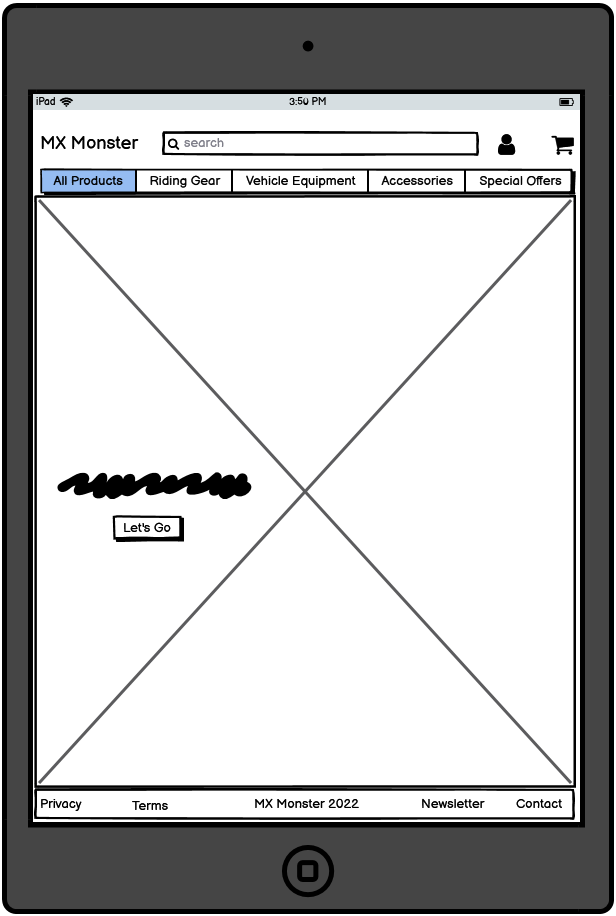 iPad 3:50 PM
MX Monster search
All Products Riding Gear Vehicle Equipment Accessories Special Offers
Let's Go
Privacy Terms MX Monster 2022 Newsletter Contact